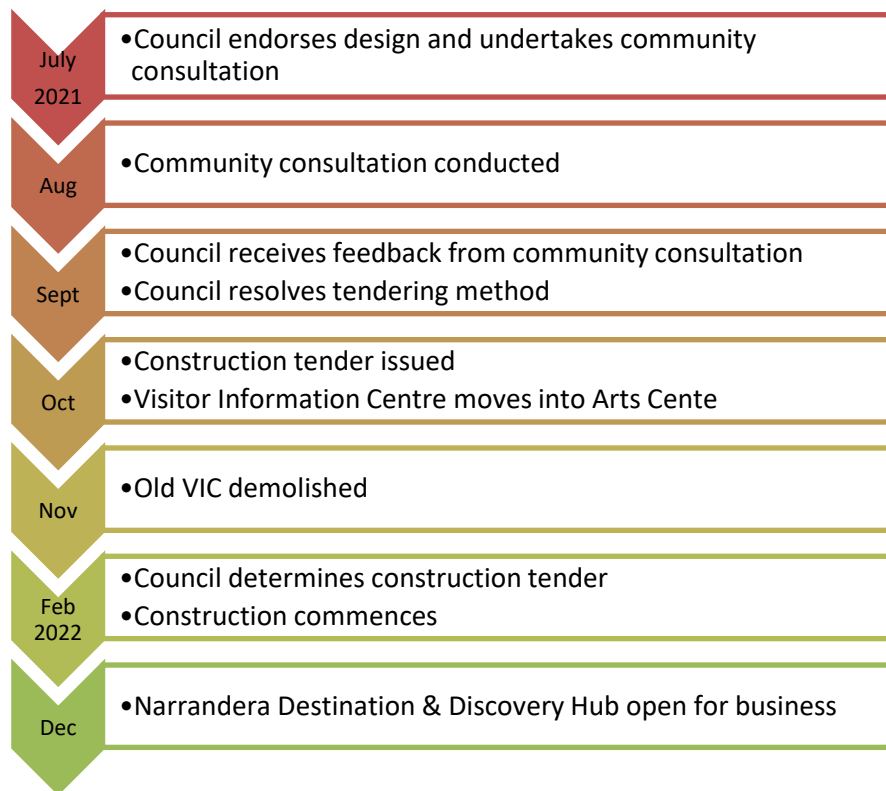 July
2021
•Council endorses design and undertakes community
consultation
Aug
•Community consultation conducted
Sept
•Council receives feedback from community consultation
•Council resolves tendering method
Oct
•Construction tender issued
•Visitor Information Centre moves into Arts Cente
Nov
•Old VIC demolished
Feb
2022
•Council determines construction tender
•Construction commences
Dec
•Narrandera Destination & Discovery Hub open for business